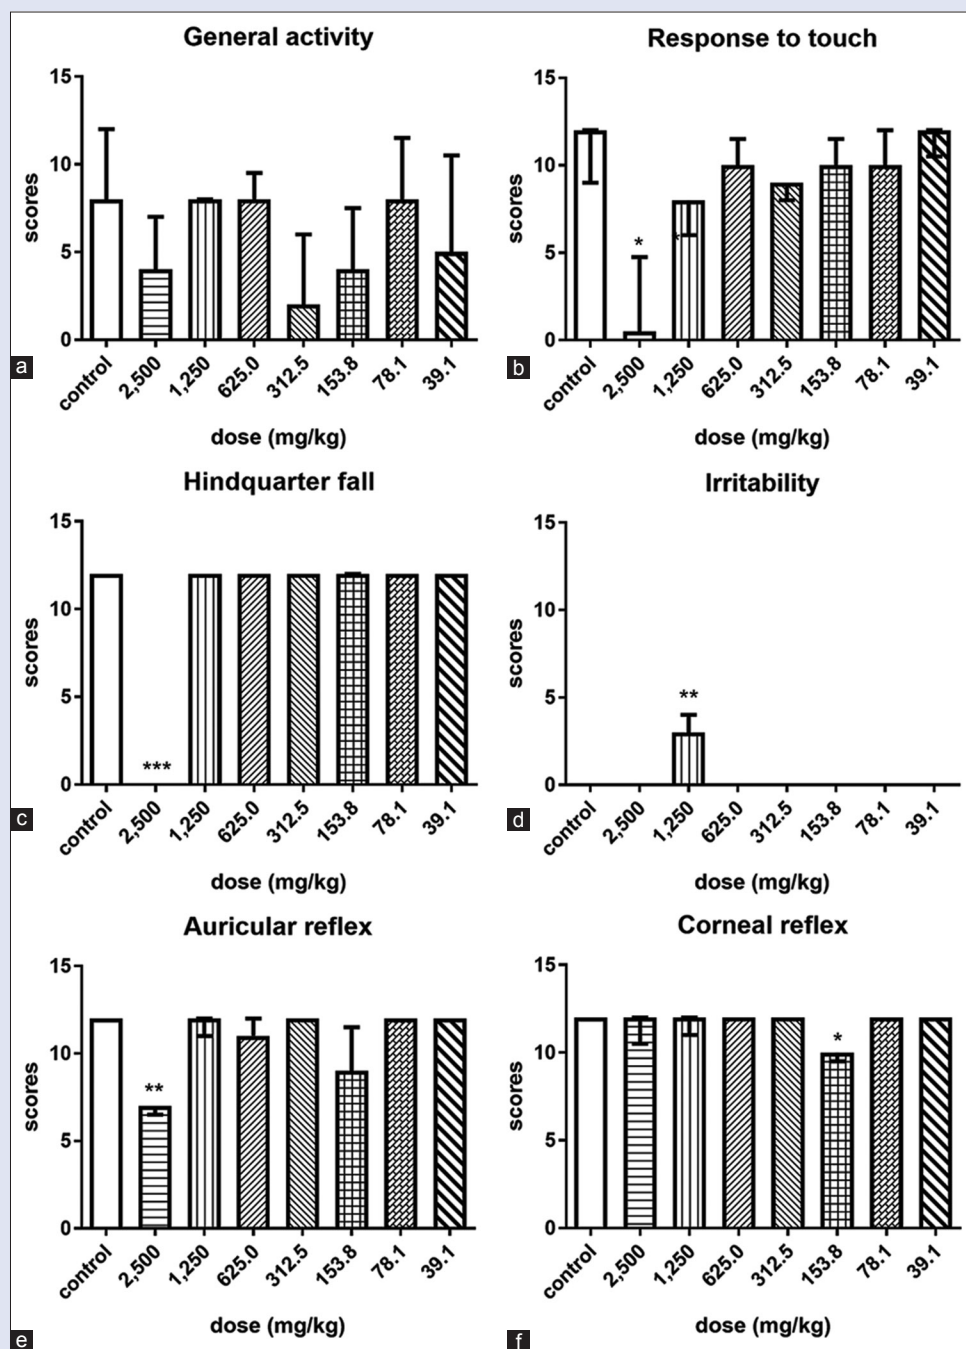 General activity
15
10
5
0
scores
control
2,500
1,250
625.0
312.5
153.8
78.1
39.1
dose (mg/kg)
a
Response to touch
15
10
5
0
scores
*
*
control
2,500
1,250
625.0
312.5
153.8
78.1
39.1
dose (mg/kg)
b
Hindquarter fall
15
10
5
0
scores
***
control
2,500
1,250
625.0
312.5
153.8
78.1
39.1
dose (mg/kg)
c
Irritability
15
10
5
0
scores
**
control
2,500
1,250
625.0
312.5
153.8
78.1
39.1
dose (mg/kg)
d
Auricular reflex
15
10
5
0
scores
**
control
2,500
1,250
625.0
312.5
153.8
78.1
39.1
dose (mg/kg)
e
Corneal reflex
15
10
5
0
scores
*
control
2,500
1,250
625.0
312.5
153.8
78.1
39.1
dose (mg/kg)
f